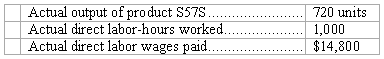 Actual output of product S57S........................ 720 units
Actual direct labor-hours worked.................... 1,000
Actual direct labor wages paid....................... $14,800